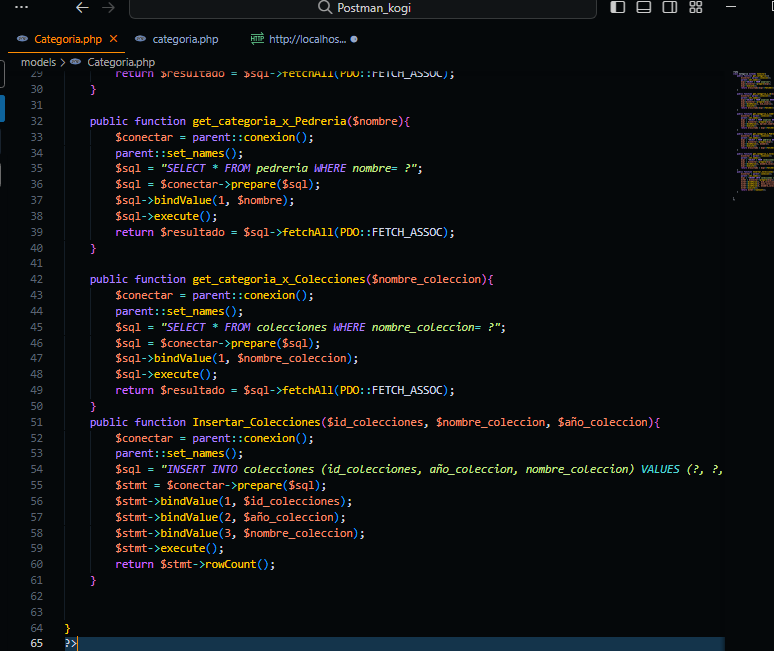 Postman_kogi
Categoria.php
categoria.php
HTTP http://localhos...
models > Categoria.php
29 return $resultado = $sql->fetchAll(PDO::FETCH_ASSOC);
30 }
31
32 public function get_categoria_x_Pedreria($nombre){
33 $conectar = parent::conexion();
34 parent::set_names();
35 $sql = "SELECT * FROM pedreria WHERE nombre= ?";
36 $sql = $conectar->prepare($sql);
37 $sql->bindValue(1, $nombre);
38 $sql->execute();
39 return $resultado = $sql->fetchAll(PDO::FETCH_ASSOC);
40 }
41
42 public function get_categoria_x_Colecciones($nombre_coleccion){
43 $conectar = parent::conexion();
44 parent::set_names();
45 $sql = "SELECT * FROM colecciones WHERE nombre_coleccion= ?";
46 $sql = $conectar->prepare($sql);
47 $sql->bindValue(1, $nombre_coleccion);
48 $sql->execute();
49 return $resultado = $sql->fetchAll(PDO::FETCH_ASSOC);
50 }
51 public function Insertar_Colecciones($id_colecciones, $nombre_coleccion, $año_coleccion){
52 $conectar = parent::conexion();
53 parent::set_names();
54 $sql = "INSERT INTO colecciones (id_colecciones, año_coleccion, nombre_coleccion) VALUES (?, ?,
55 $stmt = $conectar->prepare($sql);
56 $stmt->bindValue(1, $id_colecciones);
57 $stmt->bindValue(2, $año_coleccion);
58 $stmt->bindValue(3, $nombre_coleccion);
59 $stmt->execute();
60 return $stmt->rowCount();
61 }
62
63
64 }
65 ?>